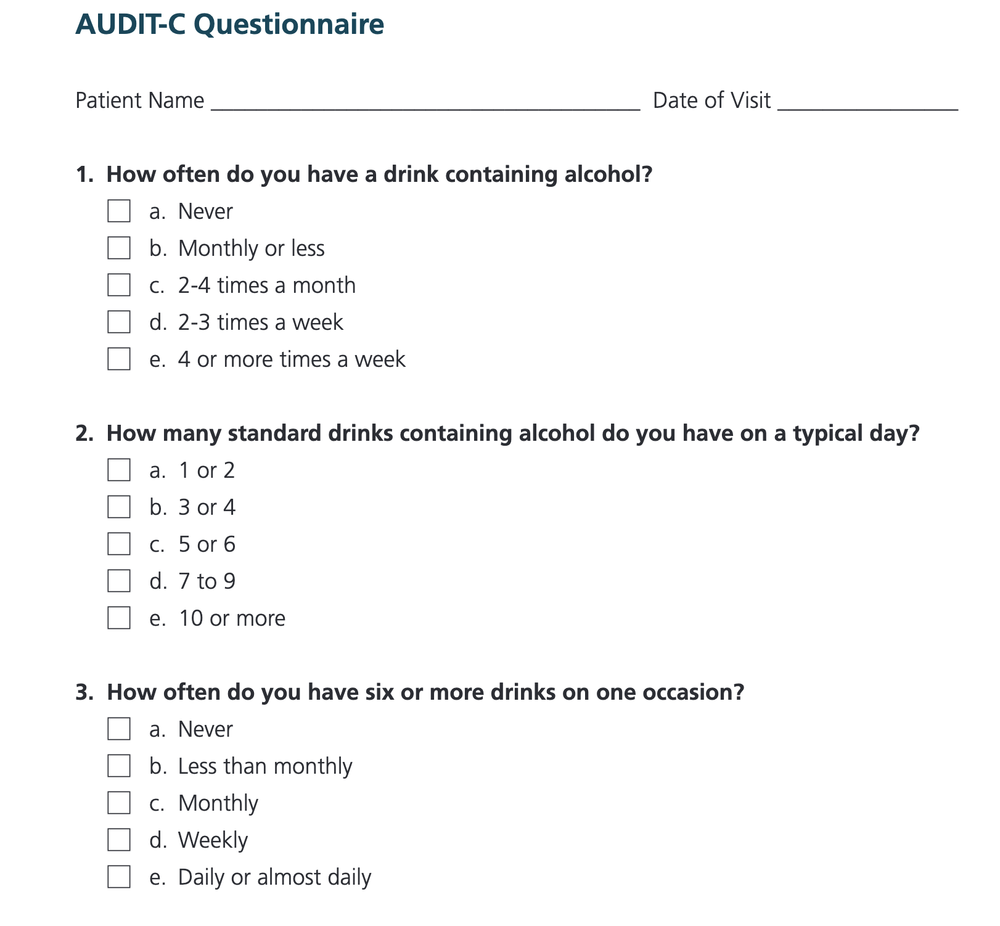 AUDIT-C Questionnaire
Patient Name ______________________________________ Date of Visit ________________
1. How often do you have a drink containing alcohol?
a. Never
b. Monthly or less
c. 2-4 times a month
d. 2-3 times a week
e. 4 or more times a week
2. How many standard drinks containing alcohol do you have on a typical day?
a. 1 or 2
b. 3 or 4
c. 5 or 6
d. 7 to 9
e. 10 or more
3. How often do you have six or more drinks on one occasion?
a. Never
b. Less than monthly
c. Monthly
d. Weekly
e. Daily or almost daily